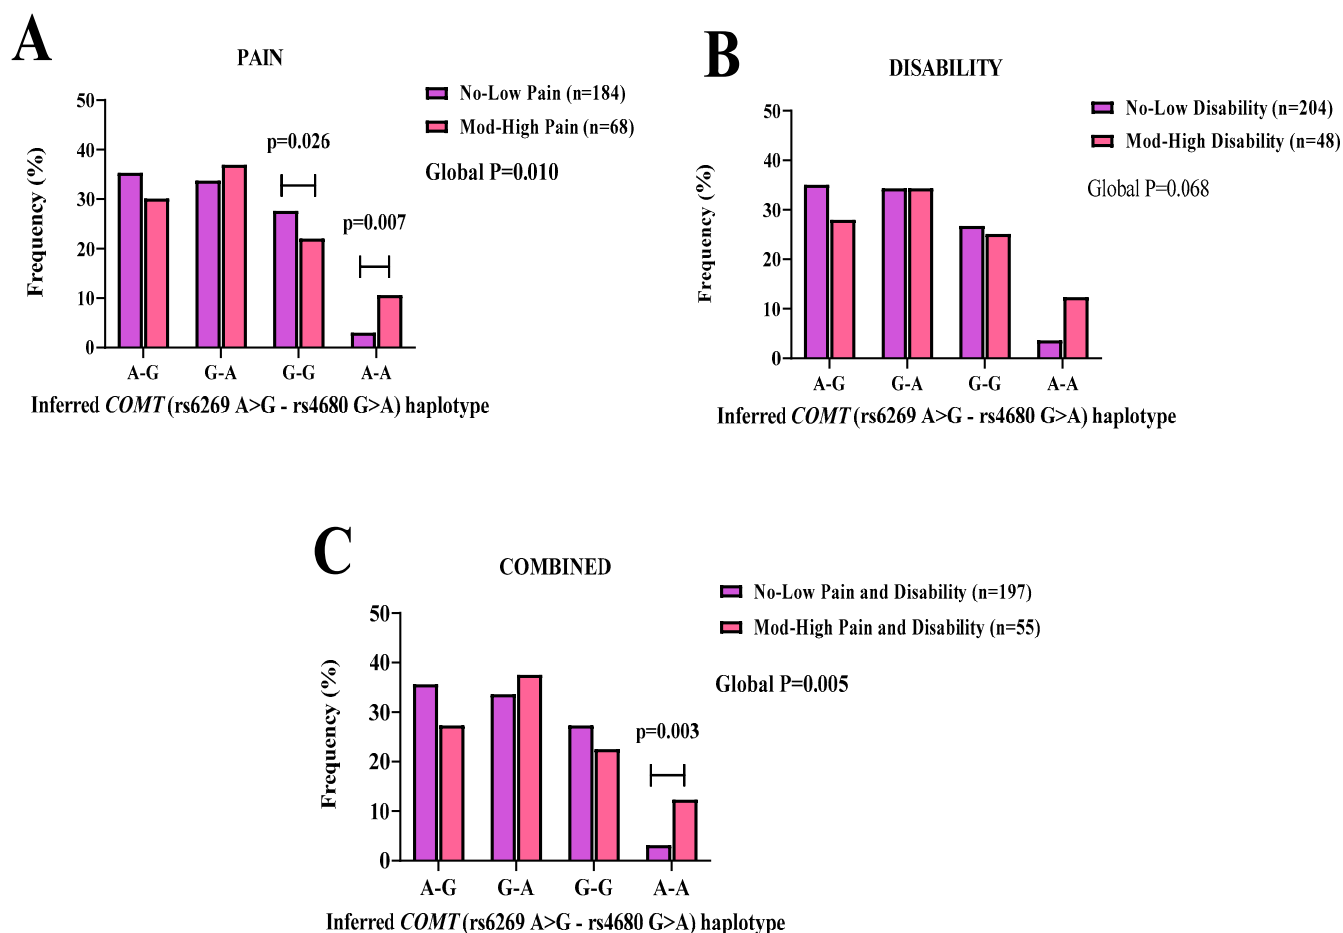 A
PAIN
No-Low Pain (n=184)
Mod-High Pain (n=68)
Global P=0.010
p=0.026
p=0.007
Frequency (%)
50
40
30
20
10
0
A-G G-A G-G A-A
Inferred COMT (rs6269 A>G - rs4680 G>A) haplotype
B
DISABILITY
No-Low Disability (n=204)
Mod-High Disability (n=48)
Global P=0.068
Frequency (%)
50
40
30
20
10
0
A-G G-A G-G A-A
Inferred COMT (rs6269 A>G - rs4680 G>A) haplotype
C
COMBINED
No-Low Pain and Disability (n=197)
Mod-High Pain and Disability (n=55)
Global P=0.005
p=0.003
Frequency (%)
50
40
30
20
10
0
A-G G-A G-G A-A
Inferred COMT (rs6269 A>G - rs4680 G>A) haplotype